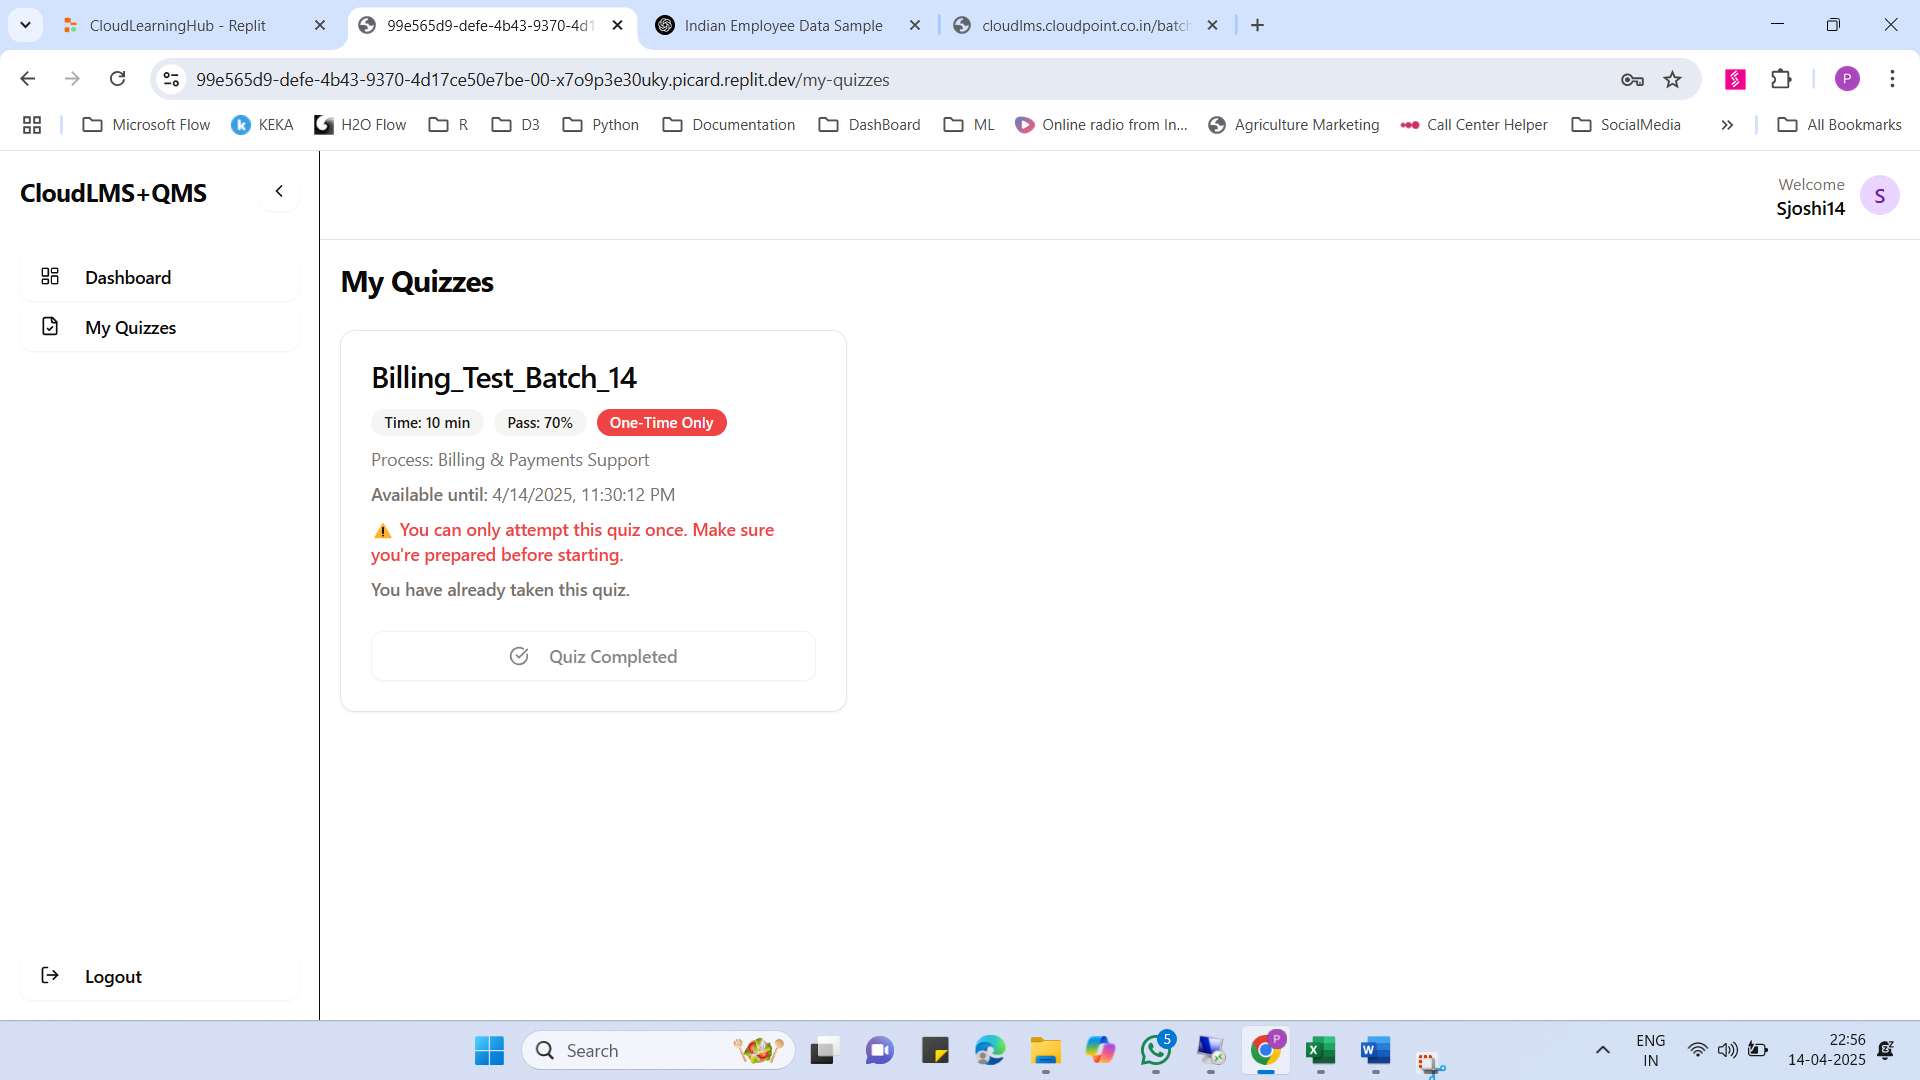 CloudLearningHub - Replit
99e565d9-defe-4b43-9370-4d1
Indian Employee Data Sample
cloudlms.cloudpoint.co.in/batch
99e565d9-defe-4b43-9370-4d17ce50e7be-00-x7o9p3e30uky.picard.replit.dev/my-quizzes
P
Microsoft Flow
KEKA
H2O Flow
R
D3
Python
Documentation
DashBoard
ML
Online radio from In...
Agriculture Marketing
Call Center Helper
SocialMedia
All Bookmarks
CloudLMS+QMS
Welcome
Sjoshi14
S
Dashboard
My Quizzes
My Quizzes
Billing_Test_Batch_14
Time: 10 min
Pass: 70%
One-Time Only
Process: Billing & Payments Support
Available until: 4/14/2025, 11:30:12 PM
You can only attempt this quiz once. Make sure
you're prepared before starting.
You have already taken this quiz.
Quiz Completed
Logout
Search
5
P
ENG
IN
22:56
14-04-2025